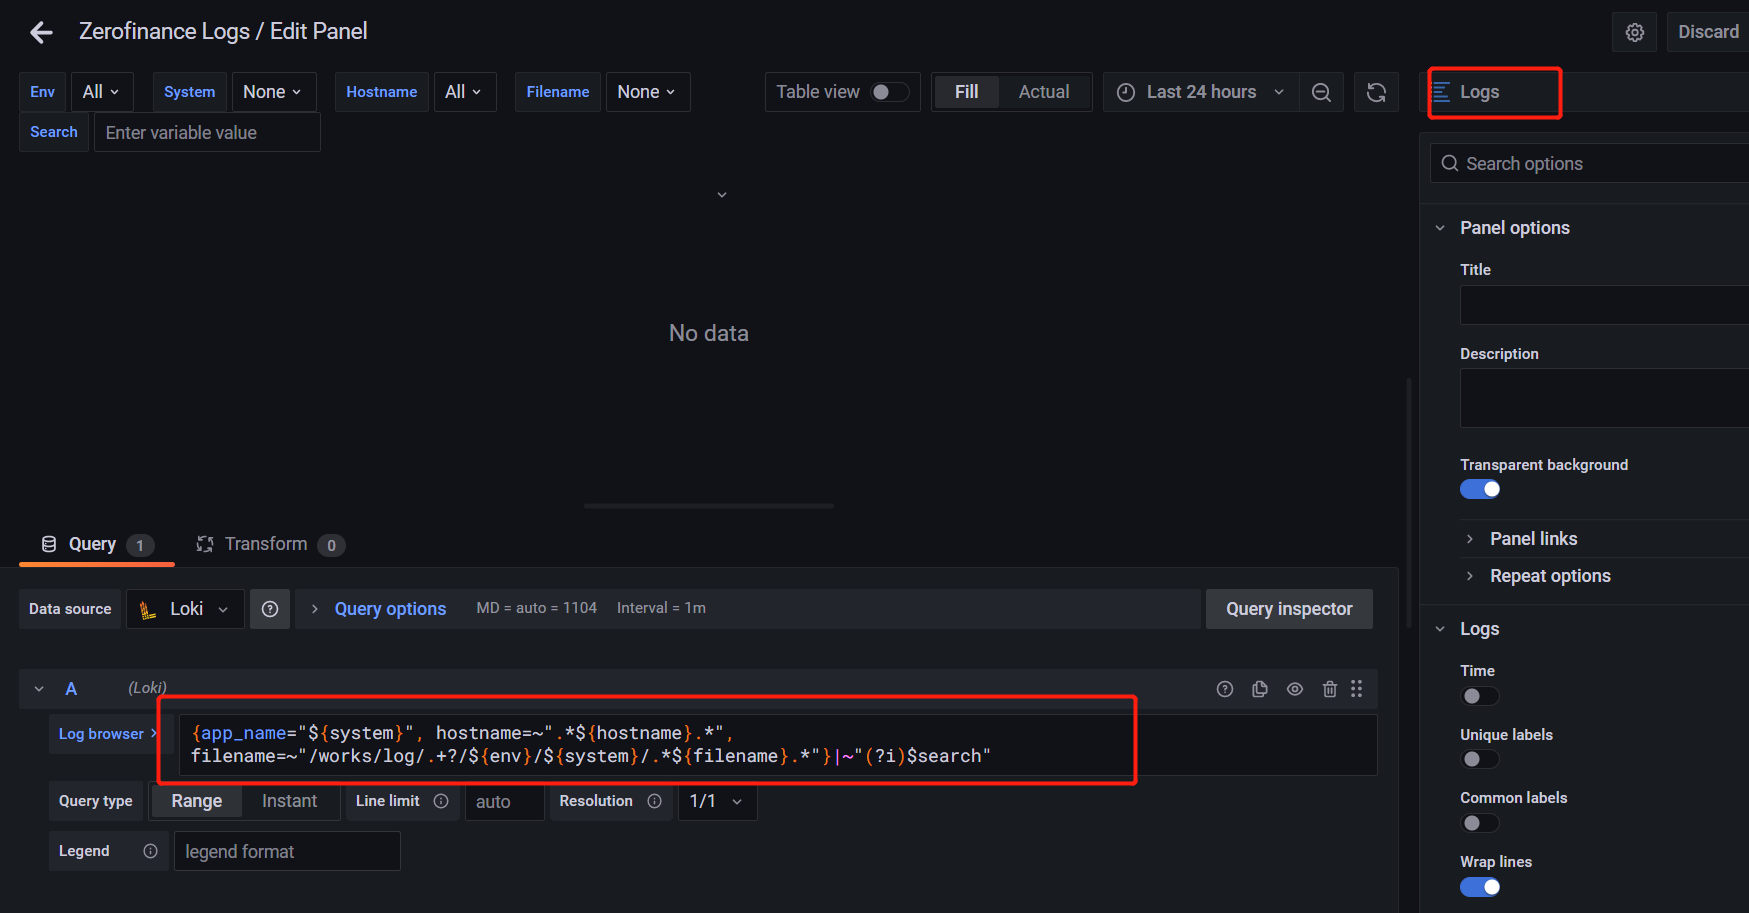 Zerofinance Logs / Edit Panel
Discard
Env All System None Hostname All Filename None Table view Fill Actual Last 24 hours Logs
Search Enter variable value
Search options
Panel options
No data
Title
Description
Transparent background
Query 1 Transform 0
Panel links
Repeat options
Data source Loki Query options MD = auto = 1104 Interval = 1m Query inspector
Logs
Time
A (Loki)
Log browser > {app_name="${system}", hostname=~".*${hostname}.*",
filename=~"/works/log/.+?/${env}/${system}/.*${filename}.*"}|~"(?i)$search"
Unique labels
Query type Range Instant Line limit auto Resolution 1/1
Common labels
Legend legend format
Wrap lines